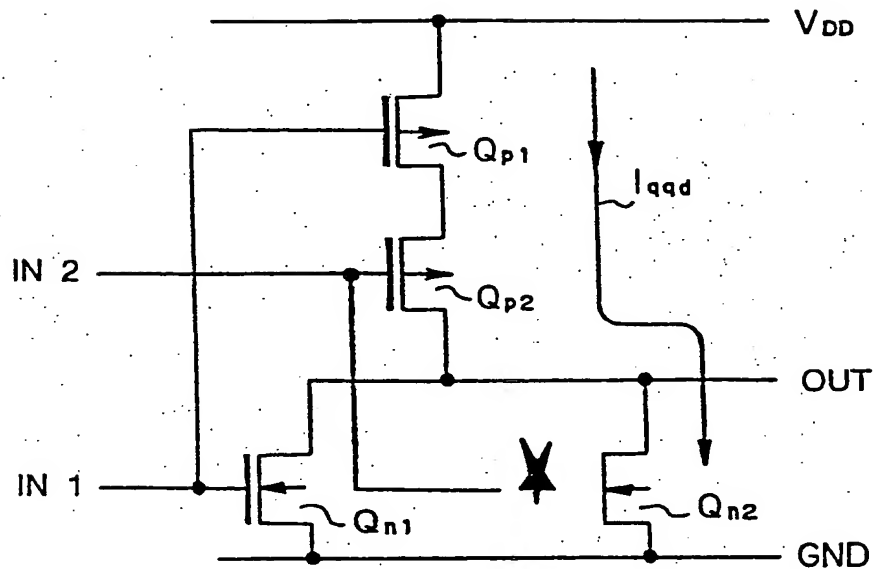 VDD
Qp1
Iqqd
IN 2
Qp2
OUT
IN 1
Qn1
Qn2
GND